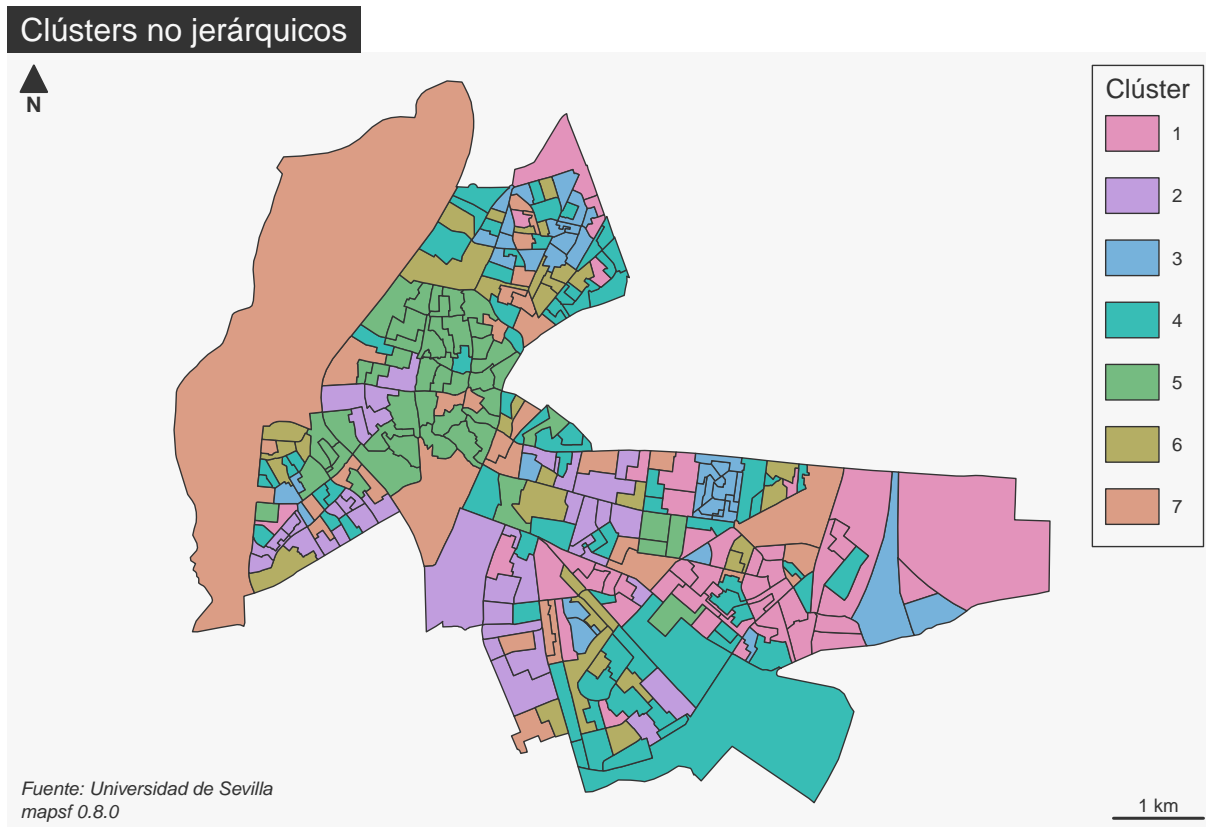 Clústers no jerárquicos
N
Clúster
1
2
3
4
5
6
7
Fuente: Universidad de Sevilla
mapsf 0.8.0
1 km